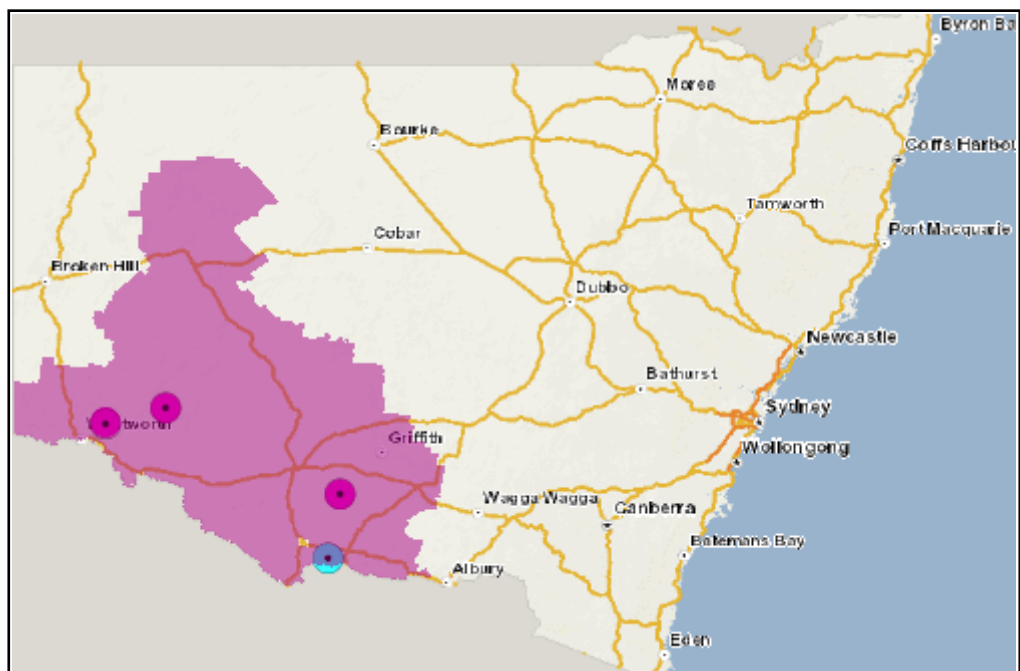 Byron Ba
Moree
Bourke
Coffs Harbou
Tamworth
Port Macquarie
Cobar
Broken Hill
Dubbo
Newcastle
Bathurst
Sydney
Wentworth
Griffith
Wollongong
Wagga Wagga
Canberra
Batemans Bay
Albury
Eden